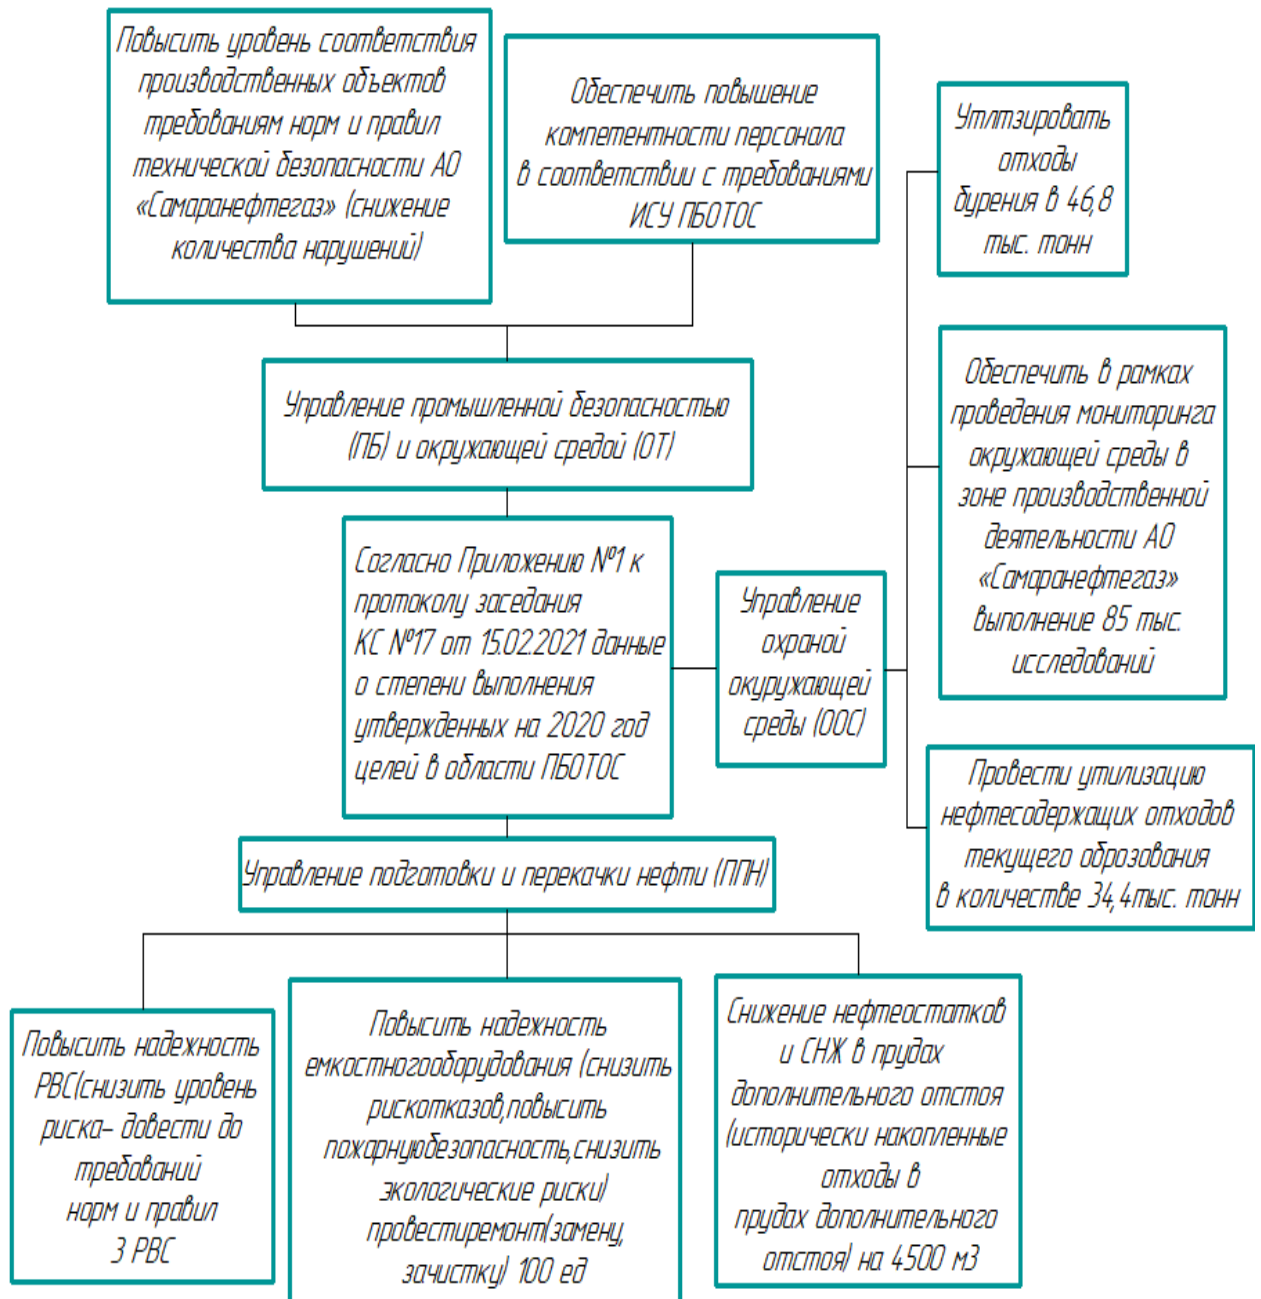 Повысить уровень соответствия
производственных объектов
требованиям норм и правил
технической безопасности АО
«Самаранефтегаз» (снижение
количества нарушений)
Обеспечить повышение
компетентности персонала
в соответствии с требованиями
ИСУ ПБОТОС
Утлтзировать
отходы
бурения в 46,8
тыс. тонн
Управление промышленной безопасностью
(ПБ) и окружающей средой (ОТ)
Обеспечить в рамках
проведения мониторинга
окружающей среды в
зоне производственной
деятельности АО
«Самаранефтегаз»
выполнение 85 тыс.
исследований
Согласно Приложению №1 к
протоколу заседания
КС №17 от 15.02.2021 данные
о степени выполнения
утвержденных на 2020 год
целей в области ПБОТОС
Управление
охраной
окуружающей
среды (ООС)
Провести утилизацию
нефтесодержащих отходов
текущего оброзования
в количестве 34,4тыс. тонн
Управление подготовки и перекачки нефти (ППН)
Повысить надежность
РВС(снизить уровень
риска- довести до
требований
норм и правил
3 РВС
Повысить надежность
емкостногооборудования (снизить
рискотказов,повысить
пожарнуюбезопасность,снизить
экологические риски)
провестиремонт(замену,
зачистку) 100 ед
Снижение нефтеостатков
и СНЖ в прудах
дополнительного отстоя
(исторически накопленные
отходы в
прудах дополнительного
отстоя) на 4500 м3